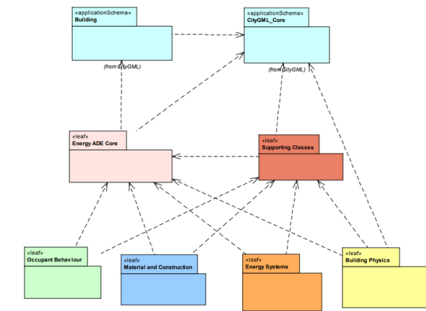 «applicationSchema»
Building
«applicationSchema»
CityGML_Core
(from CityGML)
(from CityGML)
«leaf»
Energy ADE Core
«leaf»
Supporting Classes
«leaf»
Occupent Behaviour
«leaf»
Material and Construction
«leaf»
Energy Systems
«leaf»
Building Physics